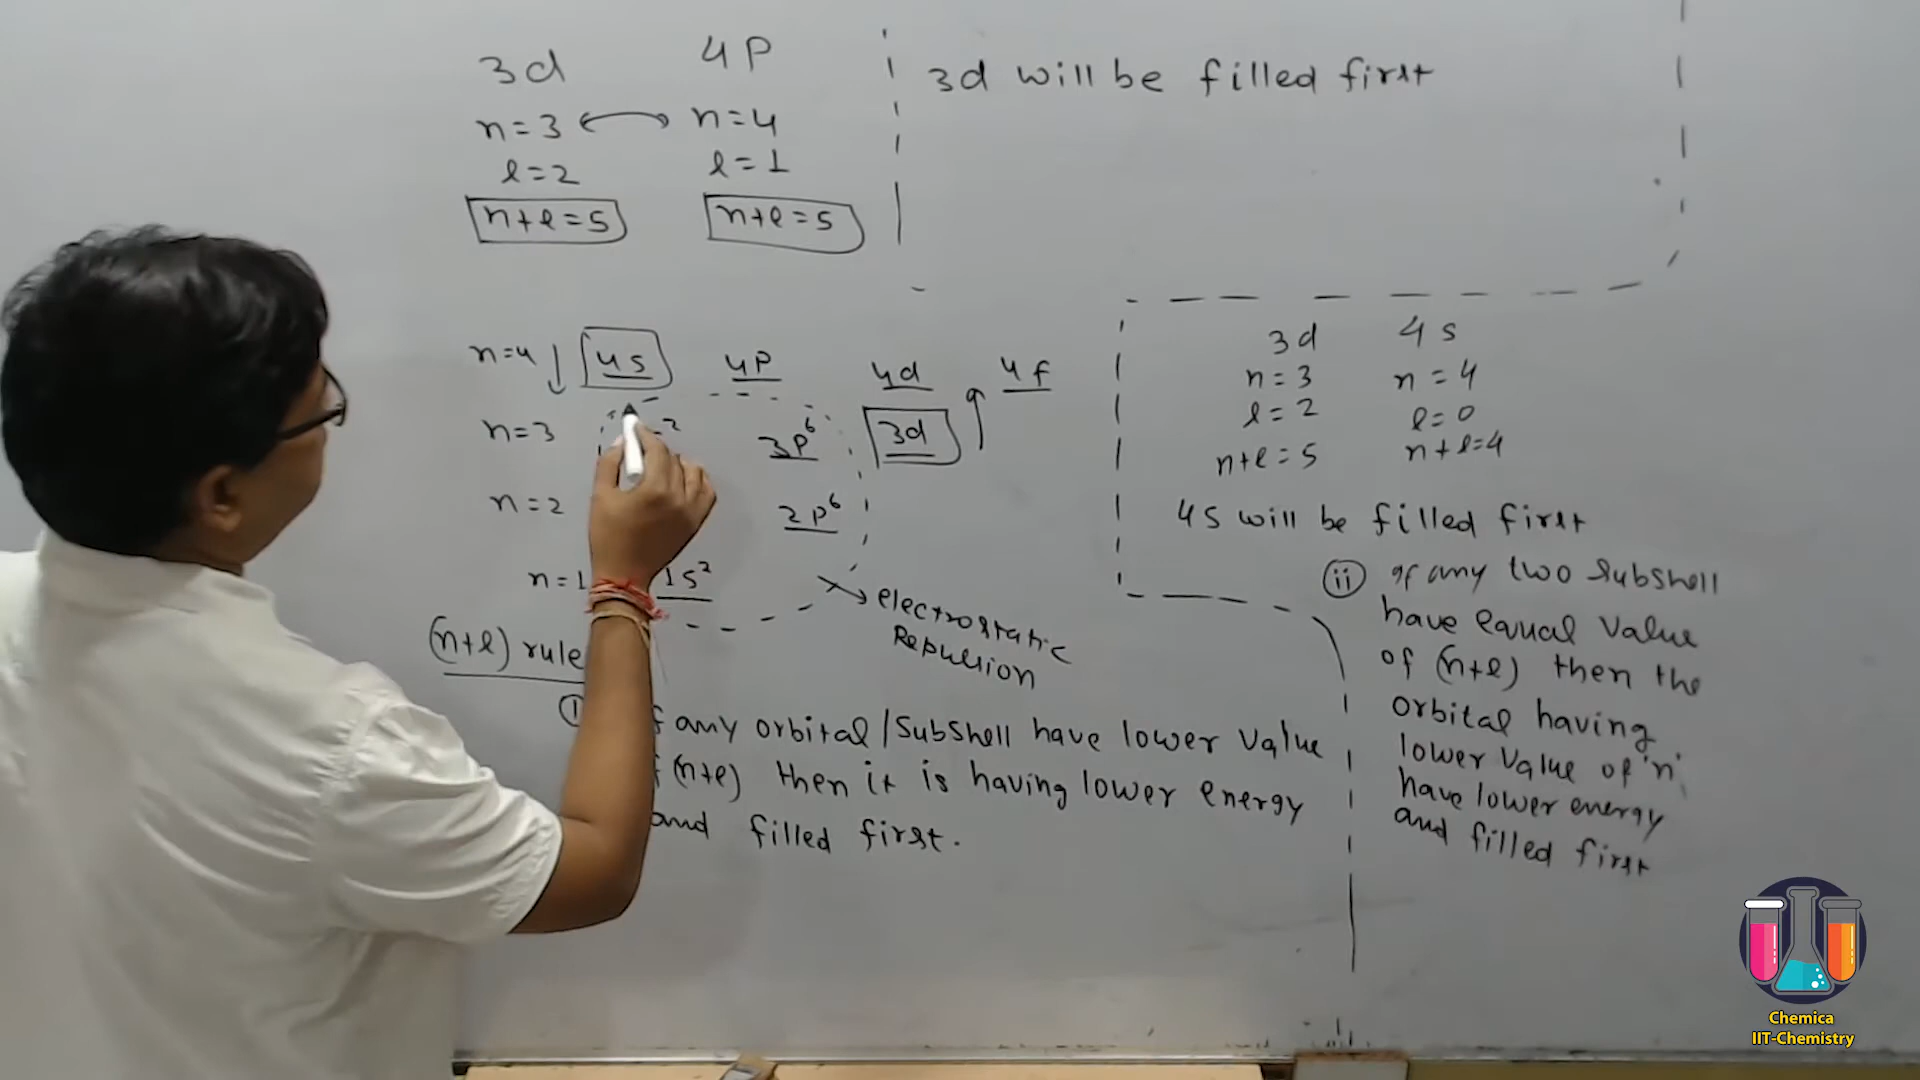 3d 4P
n=3 n=4
l=2 l=1
n+l=5 n+l=5
3d will be filled first
n=4 4s 4P 4d 4f
n=3 3p⁶ 3d
n=2 2p⁶
n=1 1s²
electrostatic
Repulsion
3d 4s
n=3 n=4
l=2 l=0
n+l=5 n+l=4
4s will be filled first
(n+l) rule
any orbital/Subshell have lower value
(n+l) then it is having lower energy
and filled first.
(ii) If any two subshell
have equal value
of (n+l) then the
orbital having
lower value of 'n'
have lower energy
and filled first
Chemica
IIT-Chemistry